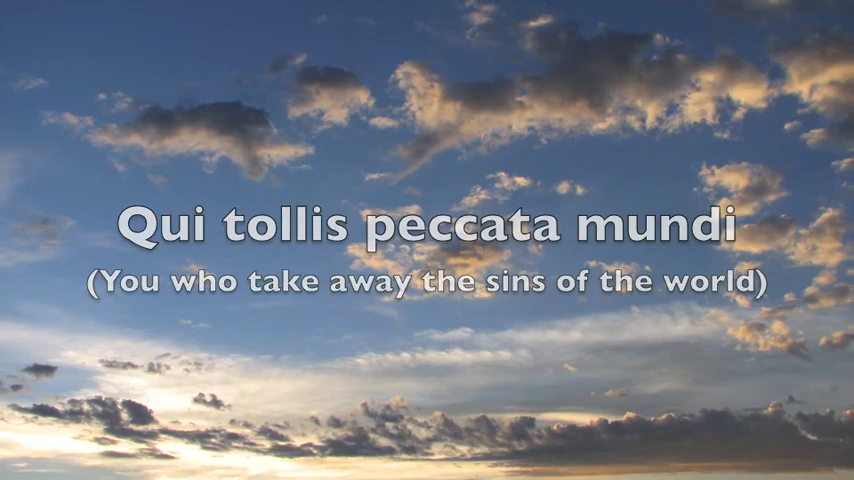 Qui tollis peccata mundi
(You who take away the sins of the world)